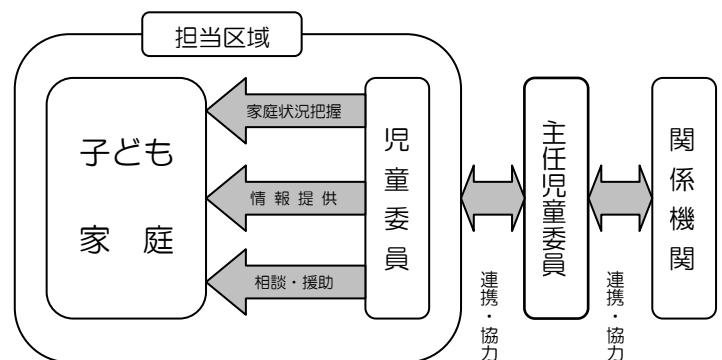 担当区域
子ども
家　庭
家庭状況把握
情 報 提 供
相談・援助
児童委員
連携・協力
主任児童委員
連携・協力
関係機関